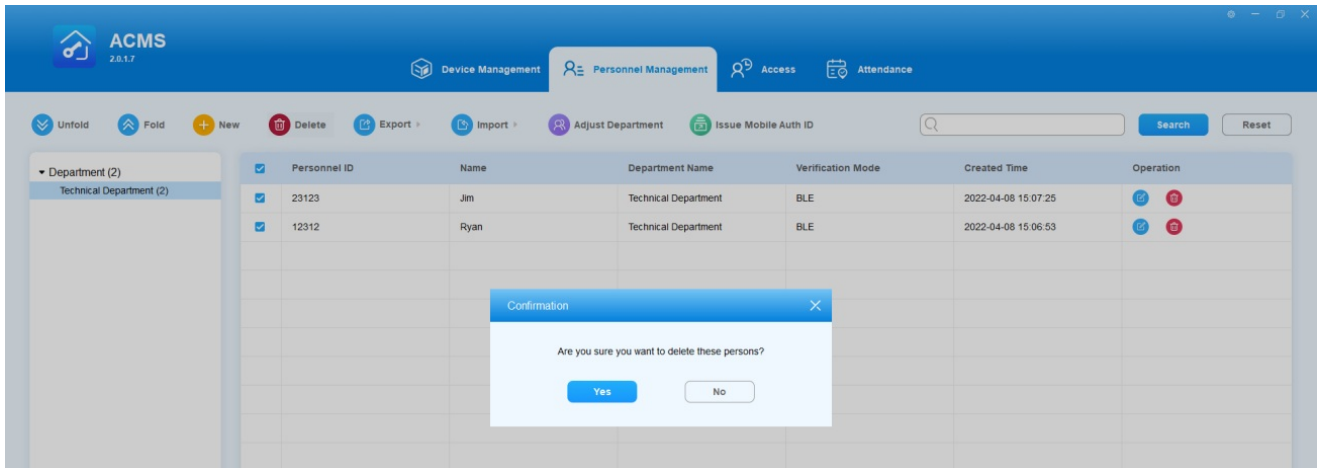 ACMS
2.0.1.7
Device Management Personnel Management Access Attendance
Unfold Fold New Delete Export Import Adjust Department Issue Mobile Auth ID Search Reset
Department (2)
Technical Department (2)
Personnel ID Name Department Name Verification Mode Created Time Operation
23123 Jim Technical Department BLE 2022-04-08 15:07:25
12312 Ryan Technical Department BLE 2022-04-08 15:06:53
Confirmation
Are you sure you want to delete these persons?
Yes No